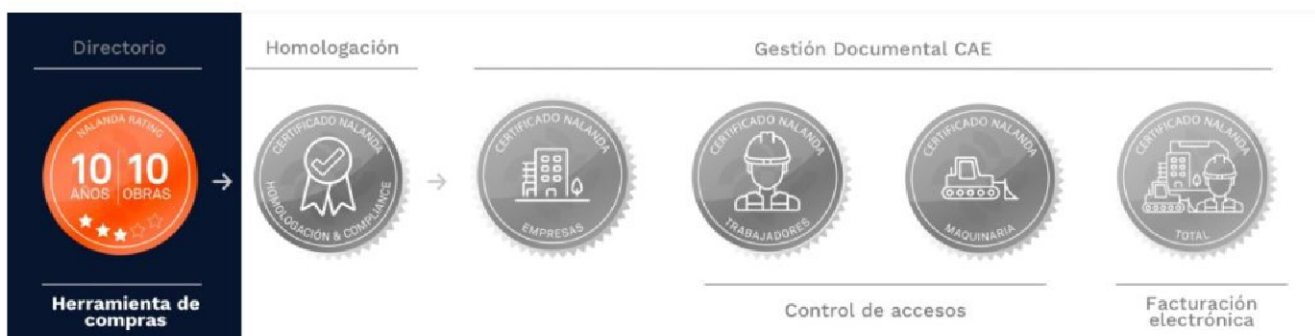 Directorio
Homologación
Gestión Documental CAE
NALANDA RATING
10 | 10
AÑOS | OBRAS
CERTIFICADO NALANDA
HOMOLOGACIÓN & COMPLIANCE
CERTIFICADO NALANDA
EMPRESAS
CERTIFICADO NALANDA
TRABAJADORES
CERTIFICADO NALANDA
MAQUINARIA
CERTIFICADO NALANDA
TOTAL
Herramienta de
compras
Control de accesos
Facturación
electrónica